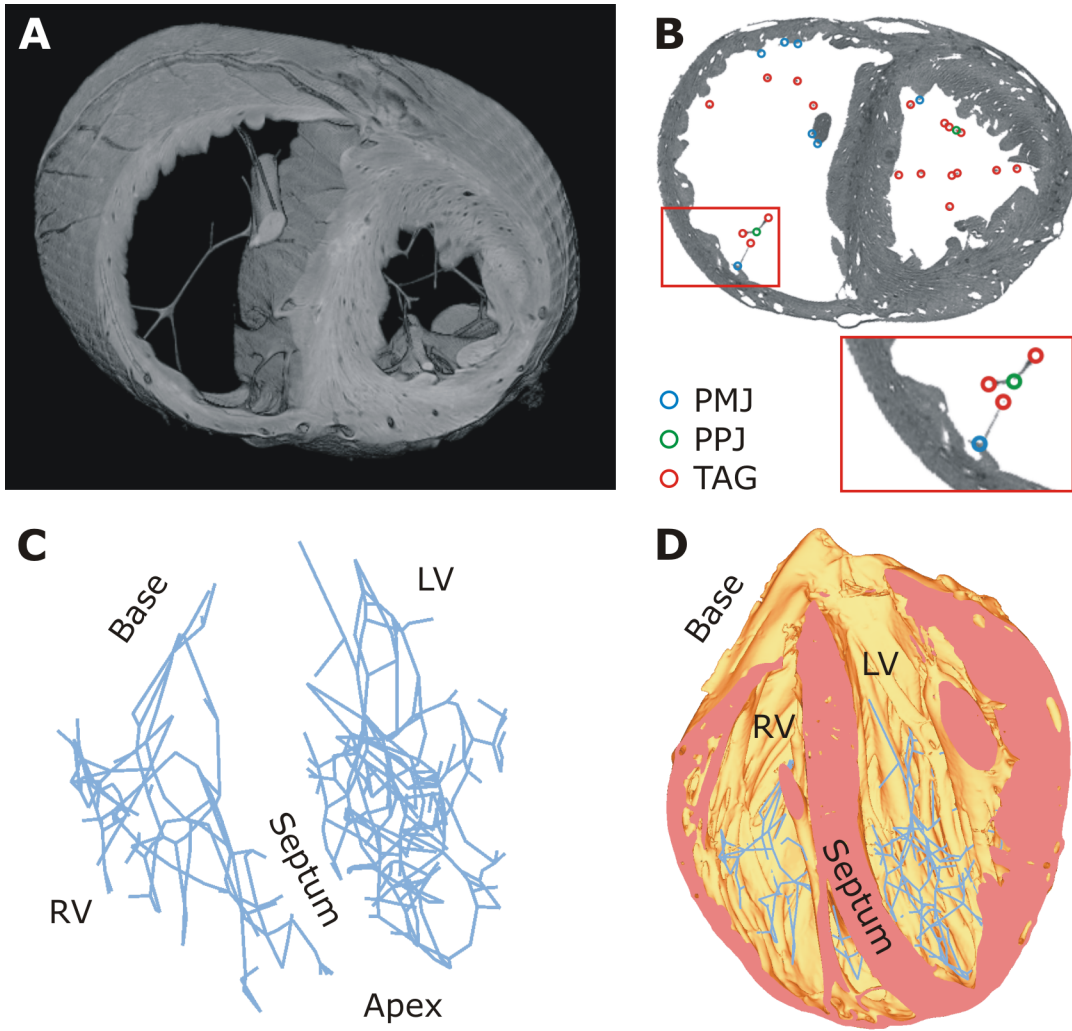 A
B
PMJ
PPJ
TAG
C
Base
LV
RV
Septum
Apex
D
Base
LV
RV
Septum